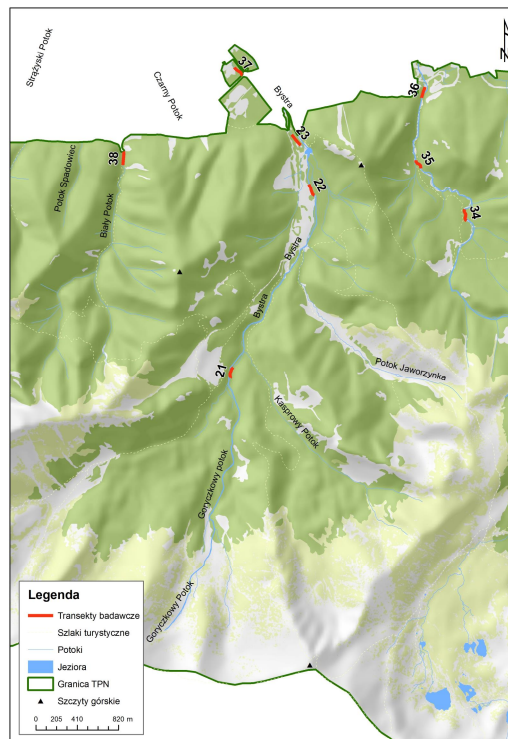 N
Strążyski Potok
Czarny Potok
37
Bystra
36
23
38
35
Potok Spadowiec
22
34
Biały Potok
Bystra
Bystra
21
Potok Jaworzynka
Kasprowy Potok
Goryczkowy potok
Goryczkowy Potok
Legenda
Transekty badawcze
Szlaki turystyczne
Potoki
Jeziora
Granica TPN
Szczyty górskie
0 205 410 820 m